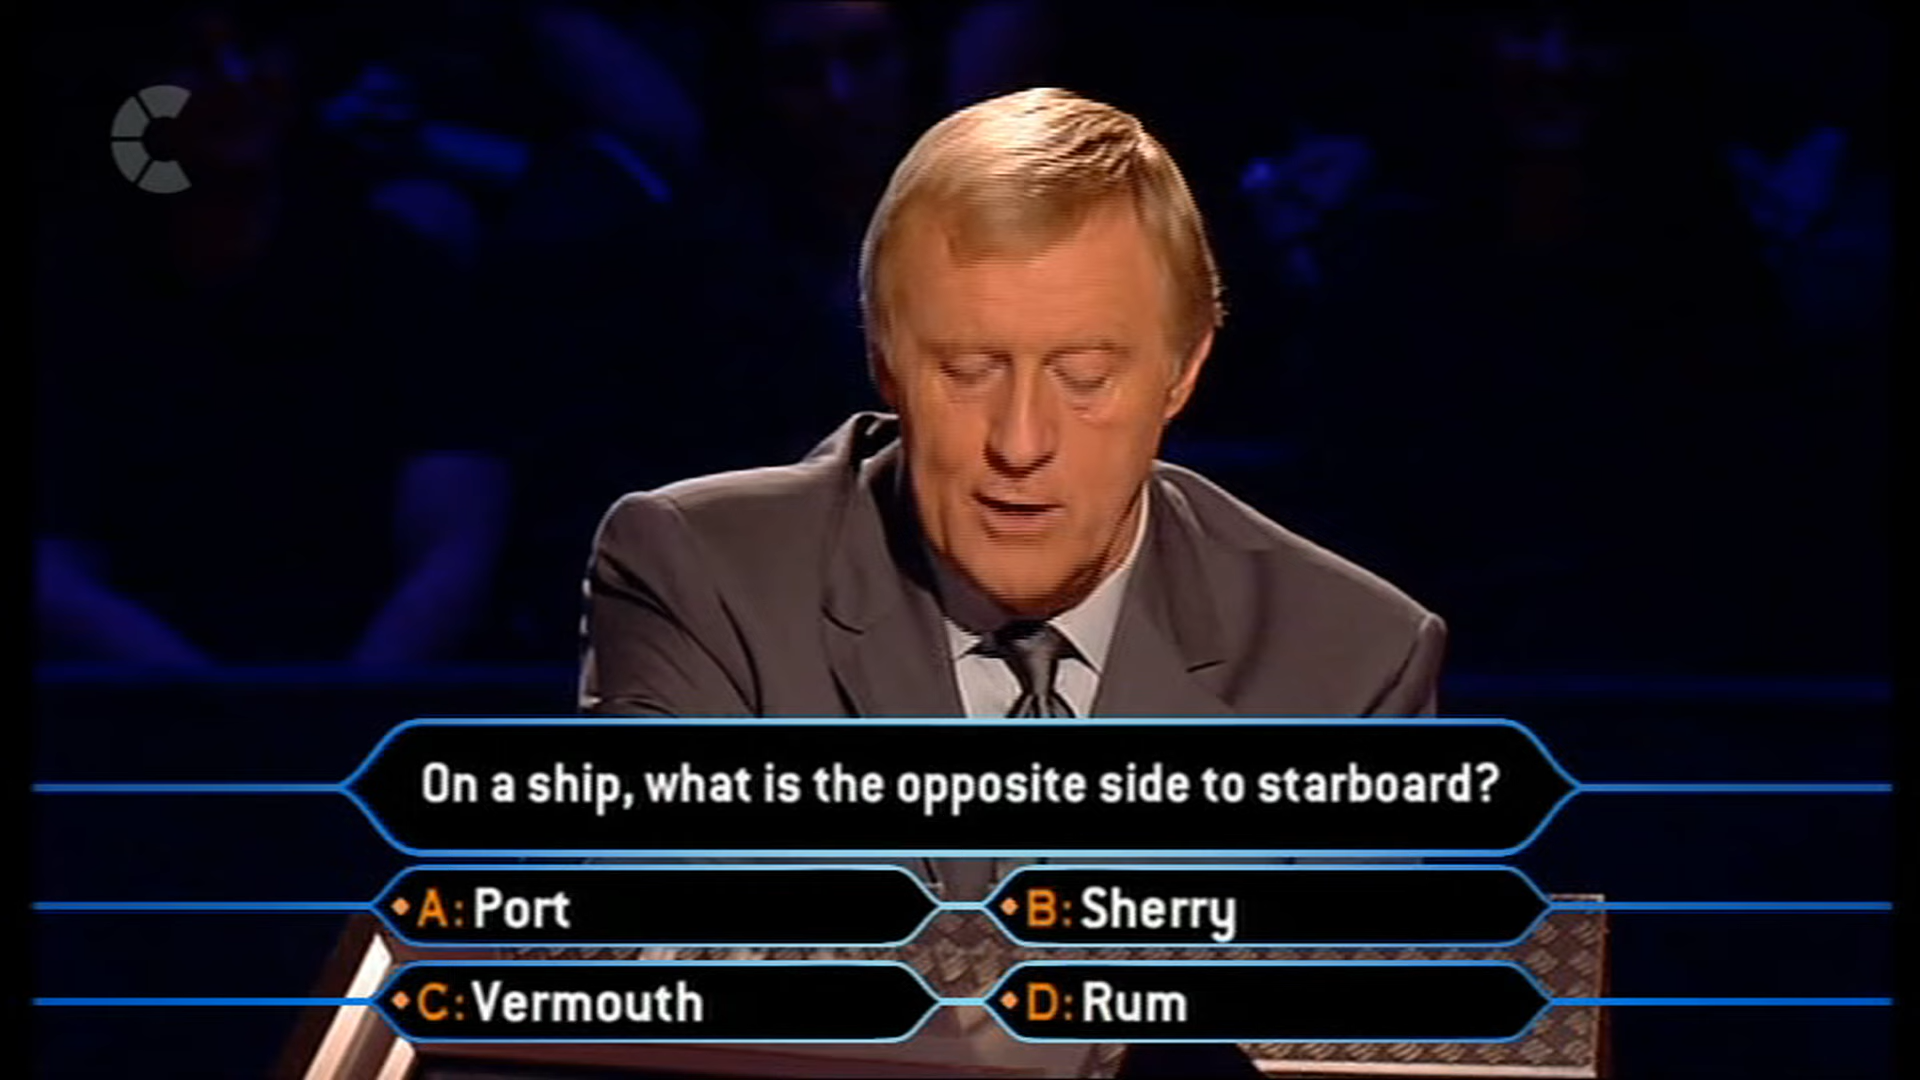 On a ship, what is the opposite side to starboard?
A: Port
B: Sherry
C: Vermouth
D: Rum